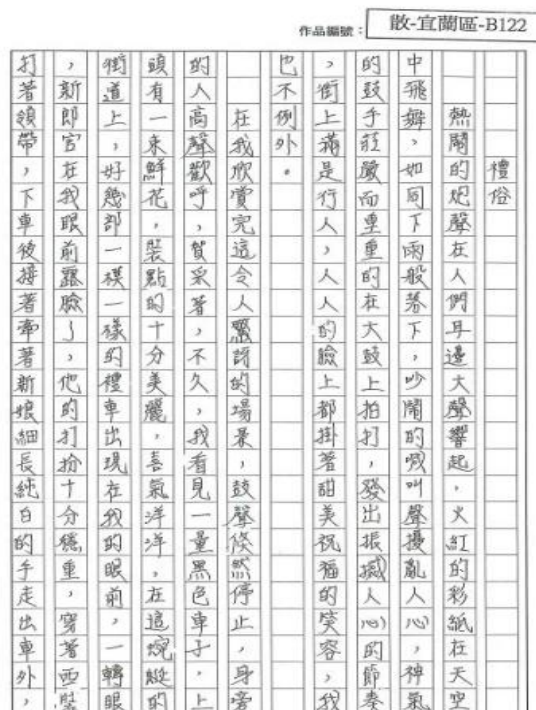 作品編號：
散-宜蘭區-B122
禮俗
熱鬧的炮聲在人們耳邊大聲響起，火紅的彩紙在天空
中飛舞，如同下雨般落下，吵鬧的喊叫聲擾亂人心，神氣
的鼓手莊嚴而重重的在大鼓上拍打，發出振撼人心的節奏
，街上滿是行人，人人的臉上都掛著甜美祝福的笑容，我
也不例外。
在我欣賞完這令人驚訝的場景，鼓聲倏然停止，身旁
的人高聲歡呼，賀采著，不久，我看見一量黑色車子，上
頭有一束鮮花，裝點的十分美麗，喜氣洋洋，在這蜿蜒的
街道上，好幾部一模一樣的禮車出現在我的眼前，一轉眼
，新郎官在我眼前露臉了，他的打扮十分穩重，穿著西裝
打著領帶，下車後接著牽著新娘細長純白的手走出車外，